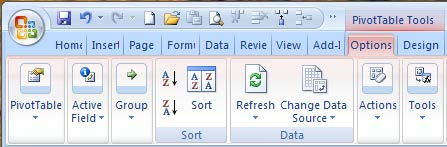 PivotTable Tools
Home Insert Page Formu Data Revie View Add-I Options Design
PivotTable Active Field Group Sort Refresh Change Data Source Actions Tools
A Z Z A A Z Z A
Sort Data